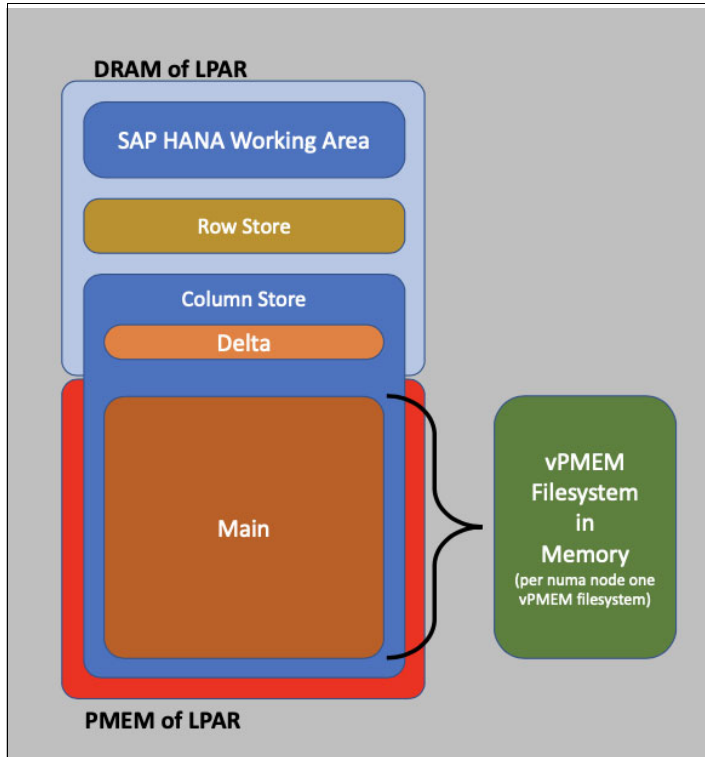 DRAM of LPAR
SAP HANA Working Area
Row Store
Column Store
Delta
Main
vPMEM
Filesystem
in
Memory
(per numa node one
vPMEM filesystem)
PMEM of LPAR